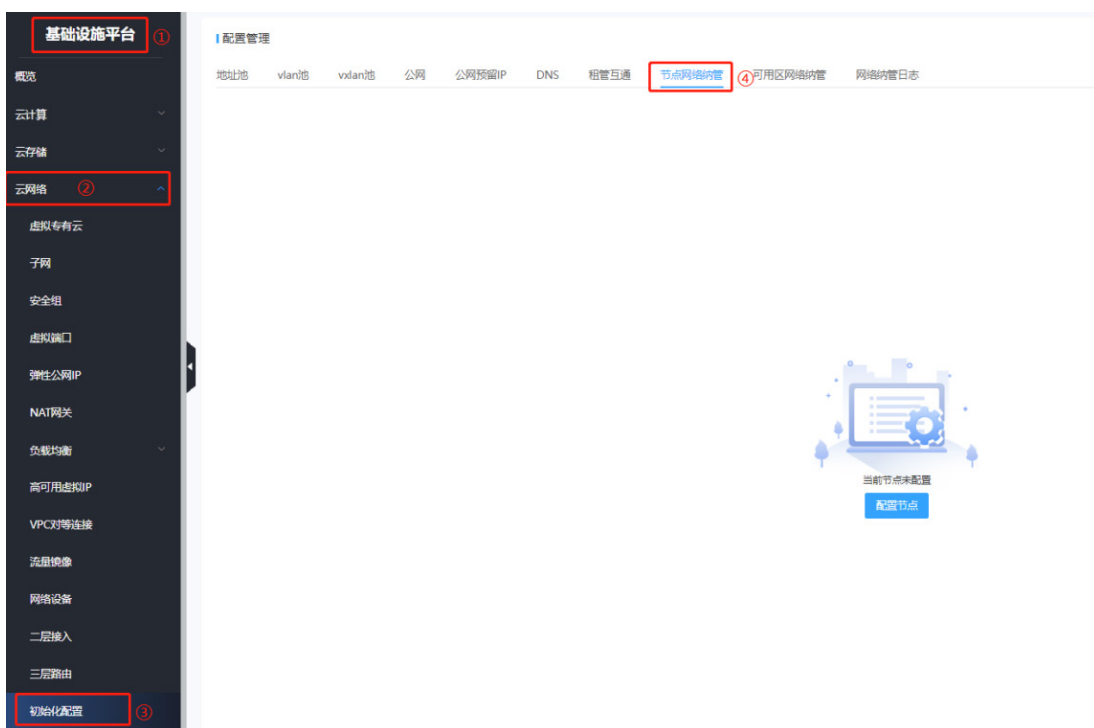 基础设施平台 ①
概览
云计算
云存储
云网络 ②
虚拟专有云
子网
安全组
虚拟端口
弹性公网IP
NAT网关
负载均衡
高可用虚拟IP
VPC对等连接
流量镜像
网络设备
二层接入
三层路由
初始化配置 ③
配置管理
地址池 vlan池 vxlan池 公网 公网预留IP DNS 租管互通 节点网络纳管 ④ 可用区网络纳管 网络纳管日志
当前节点未配置
配置节点